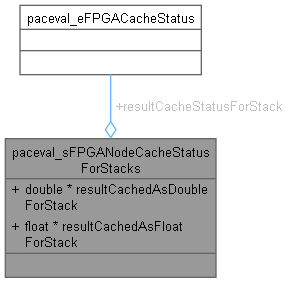 paceval_eFPGACacheStatus
+resultCacheStatusForStack
paceval_sFPGANodeCacheStatus
ForStacks
+ double * resultCachedAsDouble
ForStack
+ float * resultCachedAsFloat
ForStack